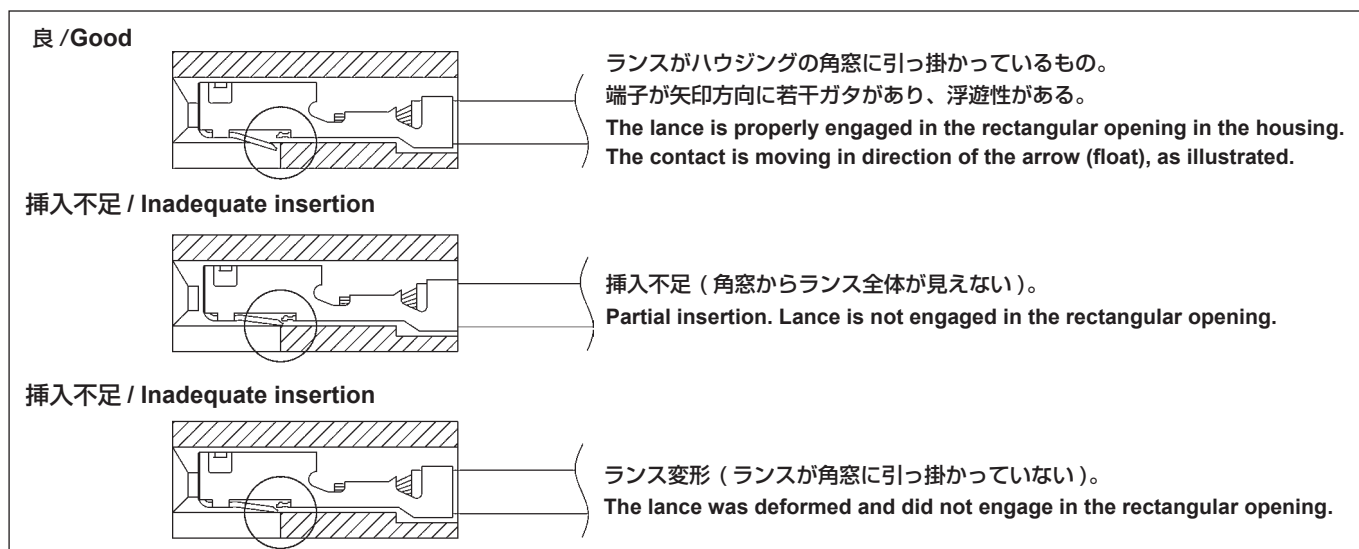 良 /Good
ランスがハウジングの角窓に引っ掛かっているもの。
端子が矢印方向に若干ガタがあり、浮遊性がある。
The lance is properly engaged in the rectangular opening in the housing.
The contact is moving in direction of the arrow (float), as illustrated.
挿入不足 / Inadequate insertion
挿入不足 ( 角窓からランス全体が見えない )。
Partial insertion. Lance is not engaged in the rectangular opening.
挿入不足 / Inadequate insertion
ランス変形 ( ランスが角窓に引っ掛かっていない )。
The lance was deformed and did not engage in the rectangular opening.